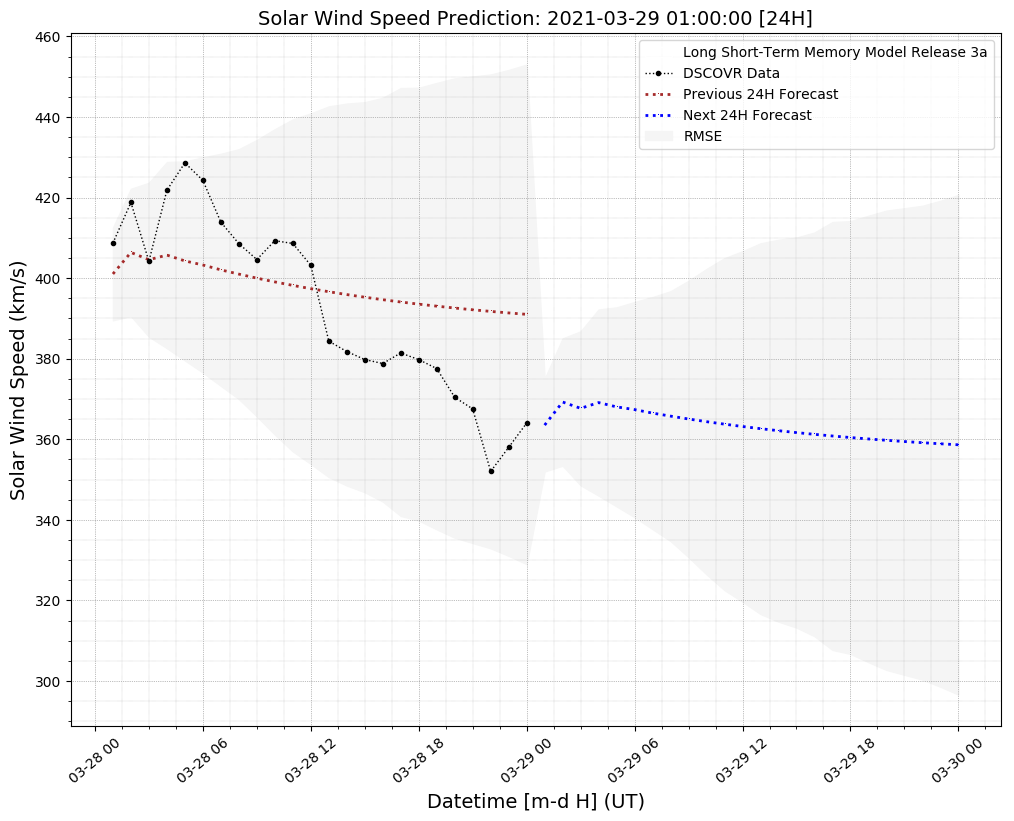 Solar Wind Speed Prediction: 2021-03-29 01:00:00 [24H]
Long Short-Term Memory Model Release 3a
DSCOVR Data
Previous 24H Forecast
Next 24H Forecast
RMSE
Solar Wind Speed (km/s)
460
440
420
400
380
360
340
320
300
03-28 00
03-28 06
03-28 12
03-28 18
03-29 00
03-29 06
03-29 12
03-29 18
03-30 00
Datetime [m-d H] (UT)